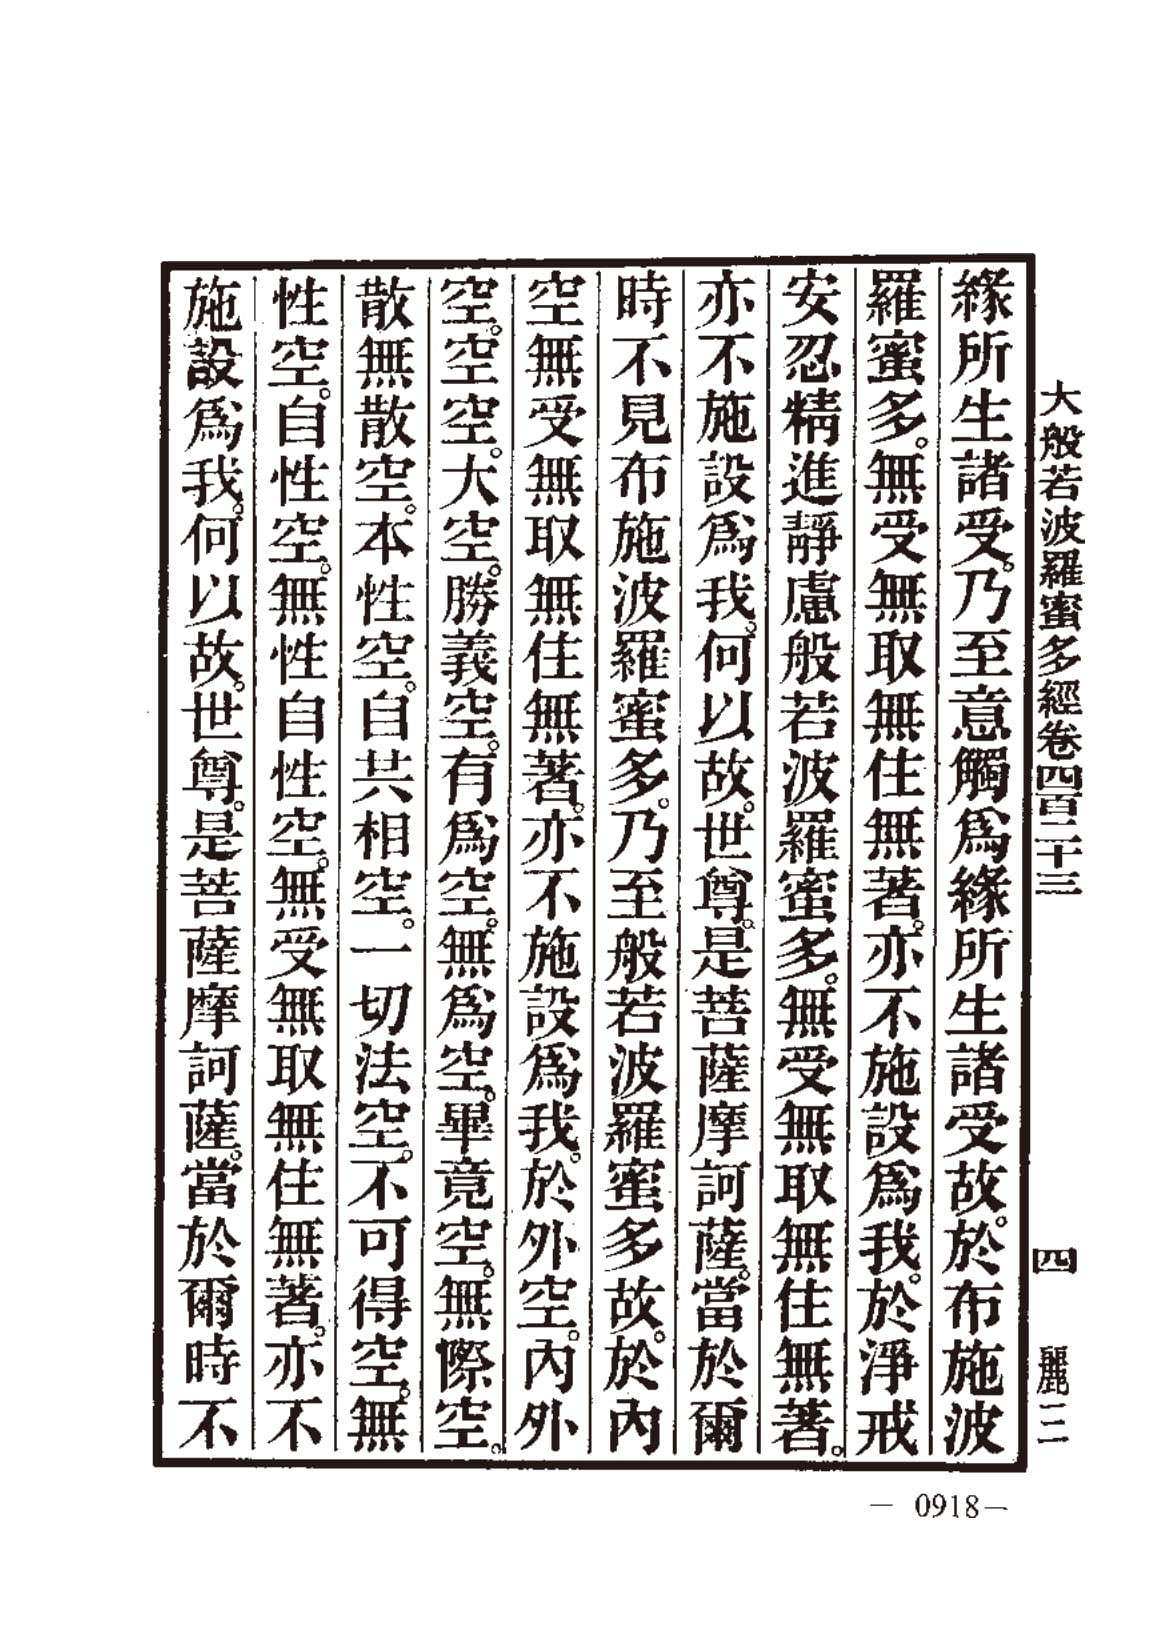 大般若波羅蜜多經卷四百二十三 四 麗二
緣所生諸受。乃至意觸爲緣所生諸受故。於布施波
羅蜜多。無受無取無住無著。亦不施設爲我。於淨戒
安忍精進靜慮般若波羅蜜多。無受無取無住無著。
亦不施設爲我。何以故。世尊。是菩薩摩訶薩。當於爾
時不見布施波羅蜜多。乃至般若波羅蜜多故。於內
空無受無取無住無著。亦不施設爲我。於外空。內外
空。空空。大空。勝義空。有爲空。無爲空。畢竟空。無際空。
散無散空。本性空。自共相空。一切法空。不可得空。無
性空。自性空。無性自性空。無受無取無住無著。亦不
施設爲我。何以故。世尊。是菩薩摩訶薩。當於爾時不
— 0918—